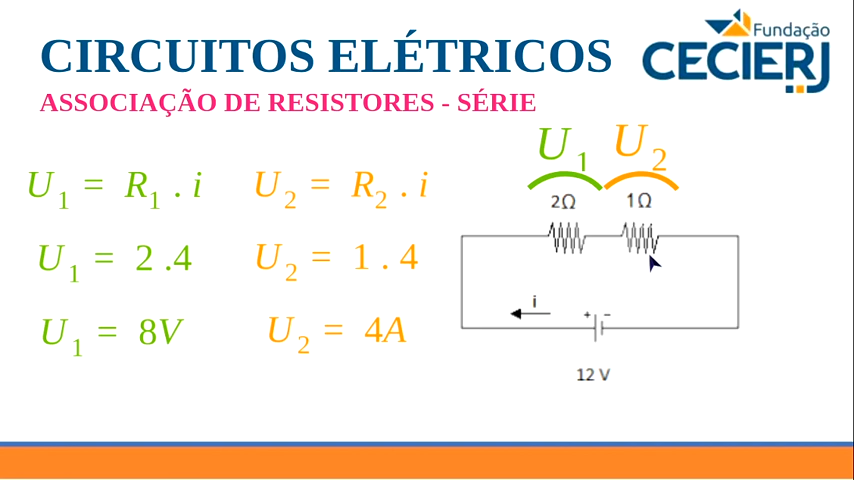 CIRCUITOS ELÉTRICOS
Fundação
CECIERJ
ASSOCIAÇÃO DE RESISTORES - SÉRIE
U1 U2
U1 = R1 . i
U2 = R2 . i
2Ω 1Ω
U1 = 2 .4
U2 = 1 . 4
i
+ −
U1 = 8V
U2 = 4A
12 V